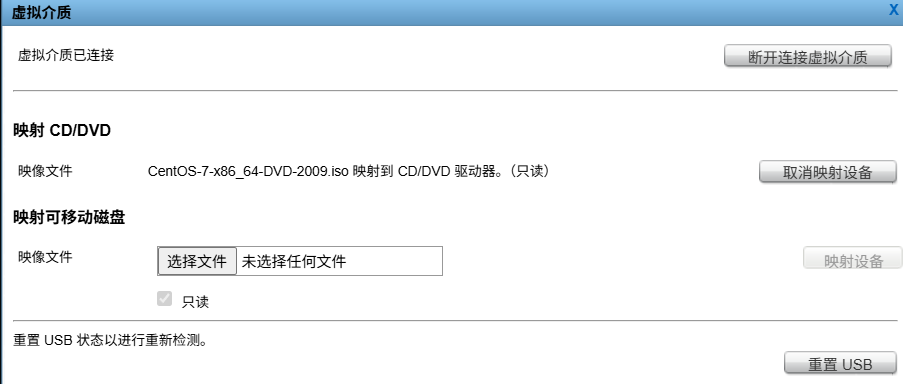 虚拟介质 X
虚拟介质已连接 断开连接虚拟介质
映射 CD/DVD
映像文件 CentOS-7-x86_64-DVD-2009.iso 映射到 CD/DVD 驱动器。（只读） 取消映射设备
映射可移动磁盘
映像文件 选择文件 未选择任何文件 映射设备
只读
重置 USB 状态以进行重新检测。
重置 USB